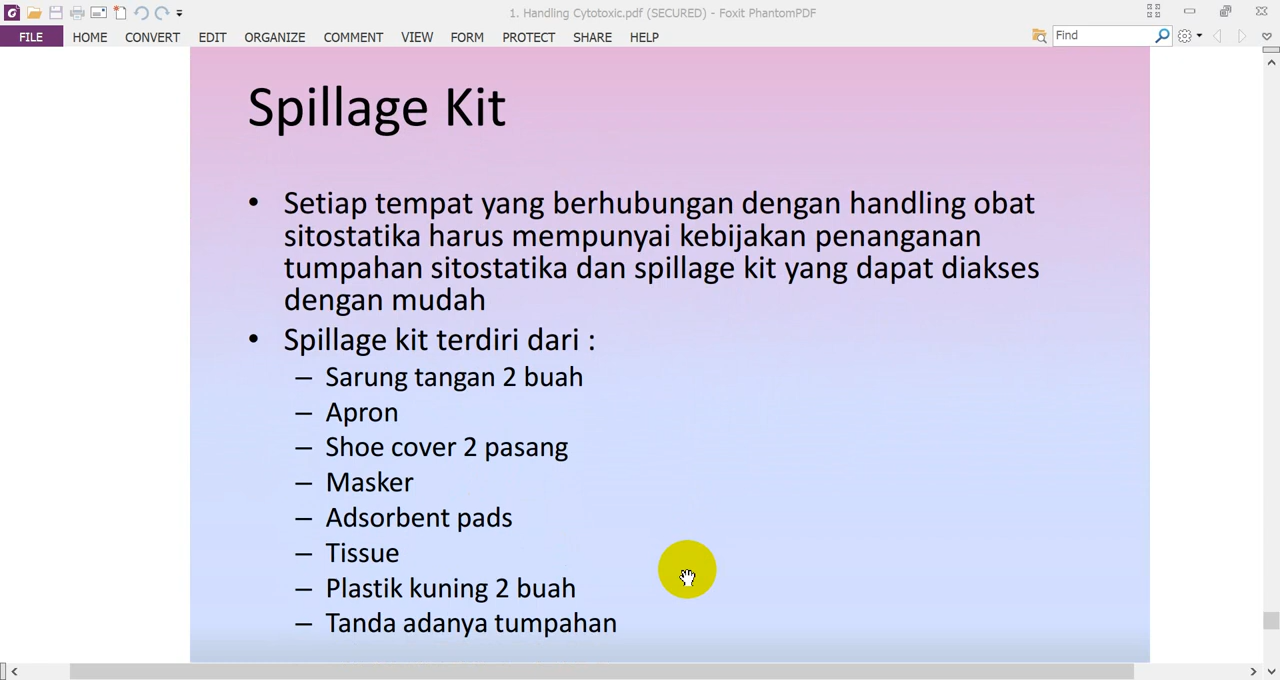 1. Handling Cytotoxic.pdf (SECURED) - Foxit PhantomPDF
FILE HOME CONVERT EDIT ORGANIZE COMMENT VIEW FORM PROTECT SHARE HELP Find
Spillage Kit
• Setiap tempat yang berhubungan dengan handling obat
sitostatika harus mempunyai kebijakan penanganan
tumpahan sitostatika dan spillage kit yang dapat diakses
dengan mudah
• Spillage kit terdiri dari :
– Sarung tangan 2 buah
– Apron
– Shoe cover 2 pasang
– Masker
– Adsorbent pads
– Tissue
– Plastik kuning 2 buah
– Tanda adanya tumpahan